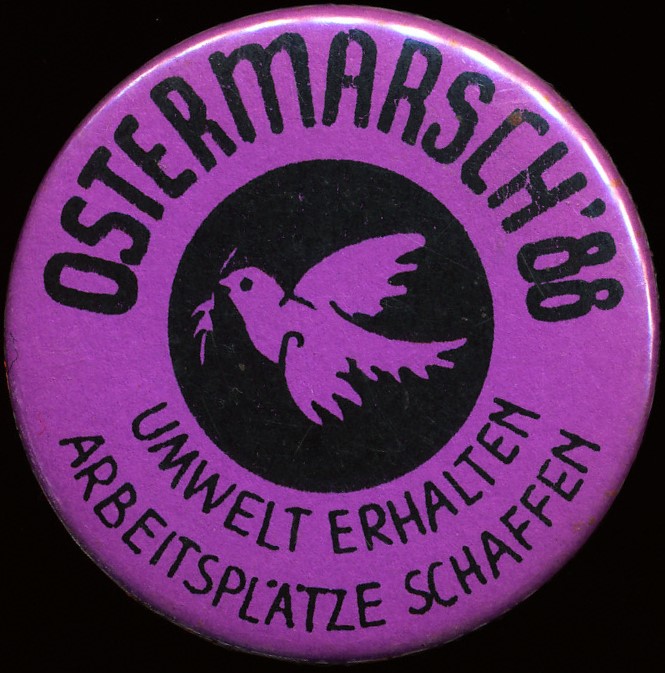 OSTERMARSCH '88
UMWELT ERHALTEN
ARBEITSPLÄTZE SCHAFFEN